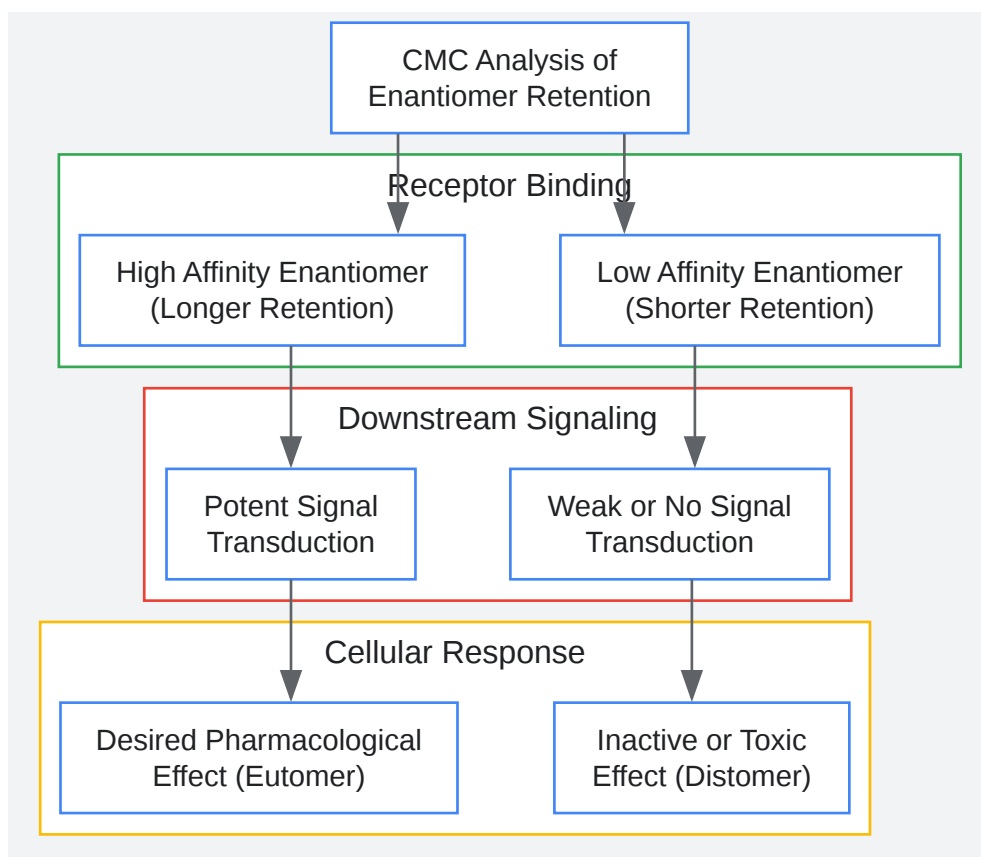 CMC Analysis of
Enantiomer Retention
Receptor Binding
High Affinity Enantiomer
(Longer Retention)
Low Affinity Enantiomer
(Shorter Retention)
Downstream Signaling
Potent Signal
Transduction
Weak or No Signal
Transduction
Cellular Response
Desired Pharmacological
Effect (Eutomer)
Inactive or Toxic
Effect (Distomer)